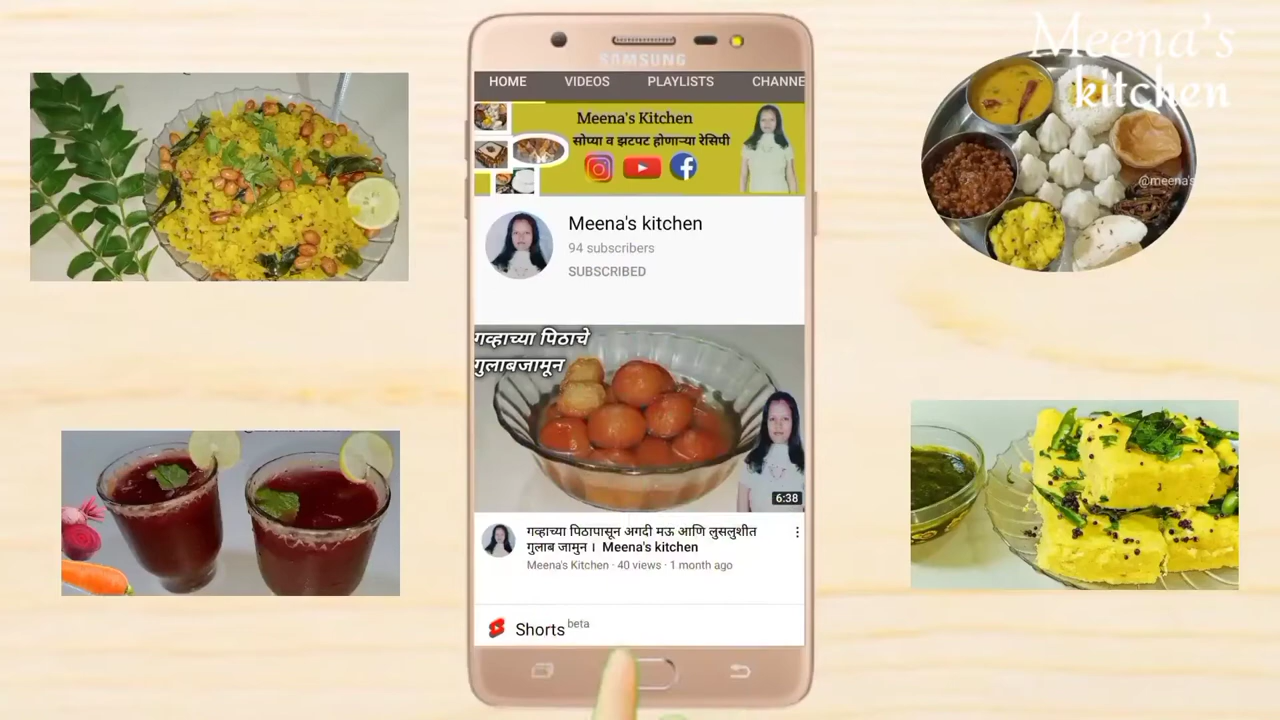 Meena's
kitchen
SAMSUNG
HOME VIDEOS PLAYLISTS CHANNE
Meena's Kitchen
सोप्या व झटपट होणाऱ्या रेसिपी
Meena's kitchen
94 subscribers
SUBSCRIBED
@meena's
गव्हाच्या पिठाचे
गुलाबजामून
6:38
गव्हाच्या पिठापासून अगदी मऊ आणि लुसलुशीत
गुलाब जामुन । Meena's kitchen
Meena's Kitchen · 40 views · 1 month ago
Shorts beta